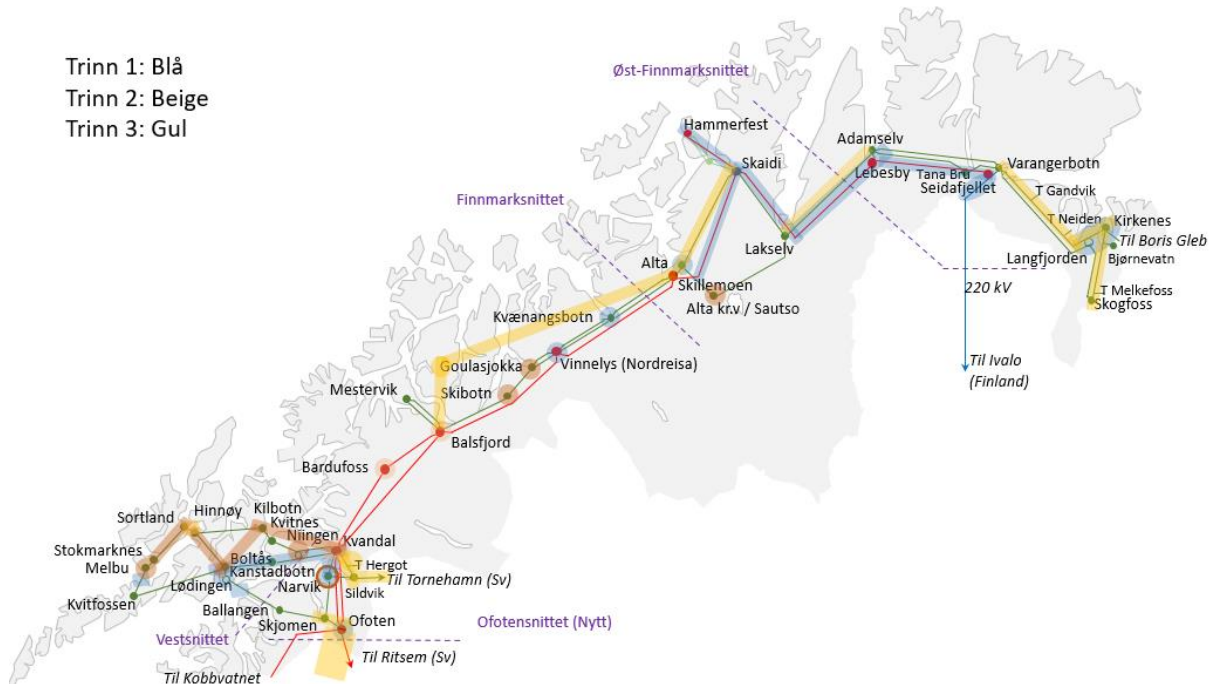 Trinn 1: Blå
Trinn 2: Beige
Trinn 3: Gul
Øst-Finnmarksnittet
Hammerfest
Skaidi
Adamselv
Lebesby
Tana Bru
Seidafjellet
Varangerbotn
T Gandvik
T Neiden
Kirkenes
Til Boris Gleb
Bjørnevatn
Langfjorden
T Melkefoss
Skogfoss
220 kV
Til Ivalo
(Finland)
Finnmarksnittet
Lakselv
Alta
Skillemoen
Alta kr.v / Sautso
Kvænangsbotn
Vinnelys (Nordreisa)
Goulasjokka
Skibotn
Mestervik
Balsfjord
Bardufoss
Sortland
Hinnøy
Kilbotn
Kvitnes
Niingen
Kvandal
Stokmarknes
Melbu
Boltås
Kanstadbotn
T Hergot
Til Tornehamn (Sv)
Lødingen
Narvik
Sildvik
Kvitfossen
Ballangen
Skjomen
Ofoten
Ofotensnittet (Nytt)
Vestsnittet
Til Ritsem (Sv)
Til Kobbvatnet